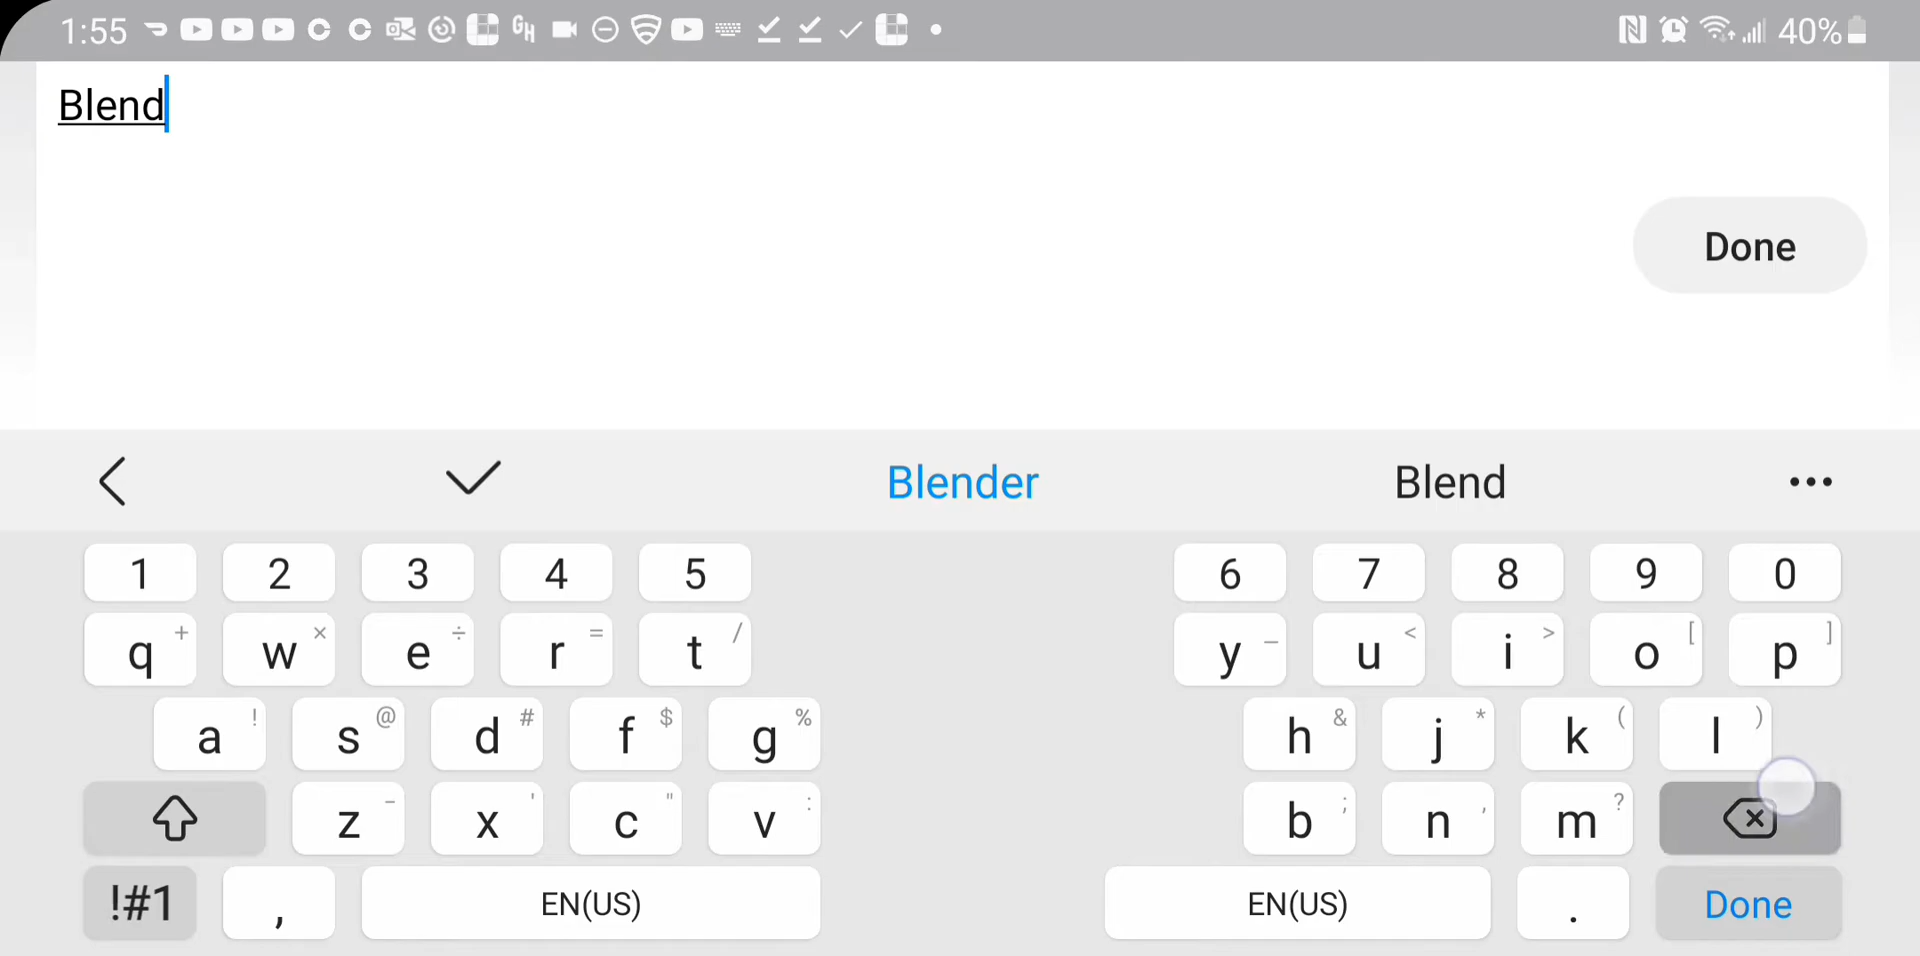 1:55 GH 40%
Blend
Done
Blender Blend
1 2 3 4 5 6 7 8 9 0
q + w × e ÷ r = t / y _ u < i > o [ p ]
a ! s @ d # f $ g % h & j * k ( l )
z - x ' c " v : b ; n , m ?
!#1 , EN(US) EN(US) . Done